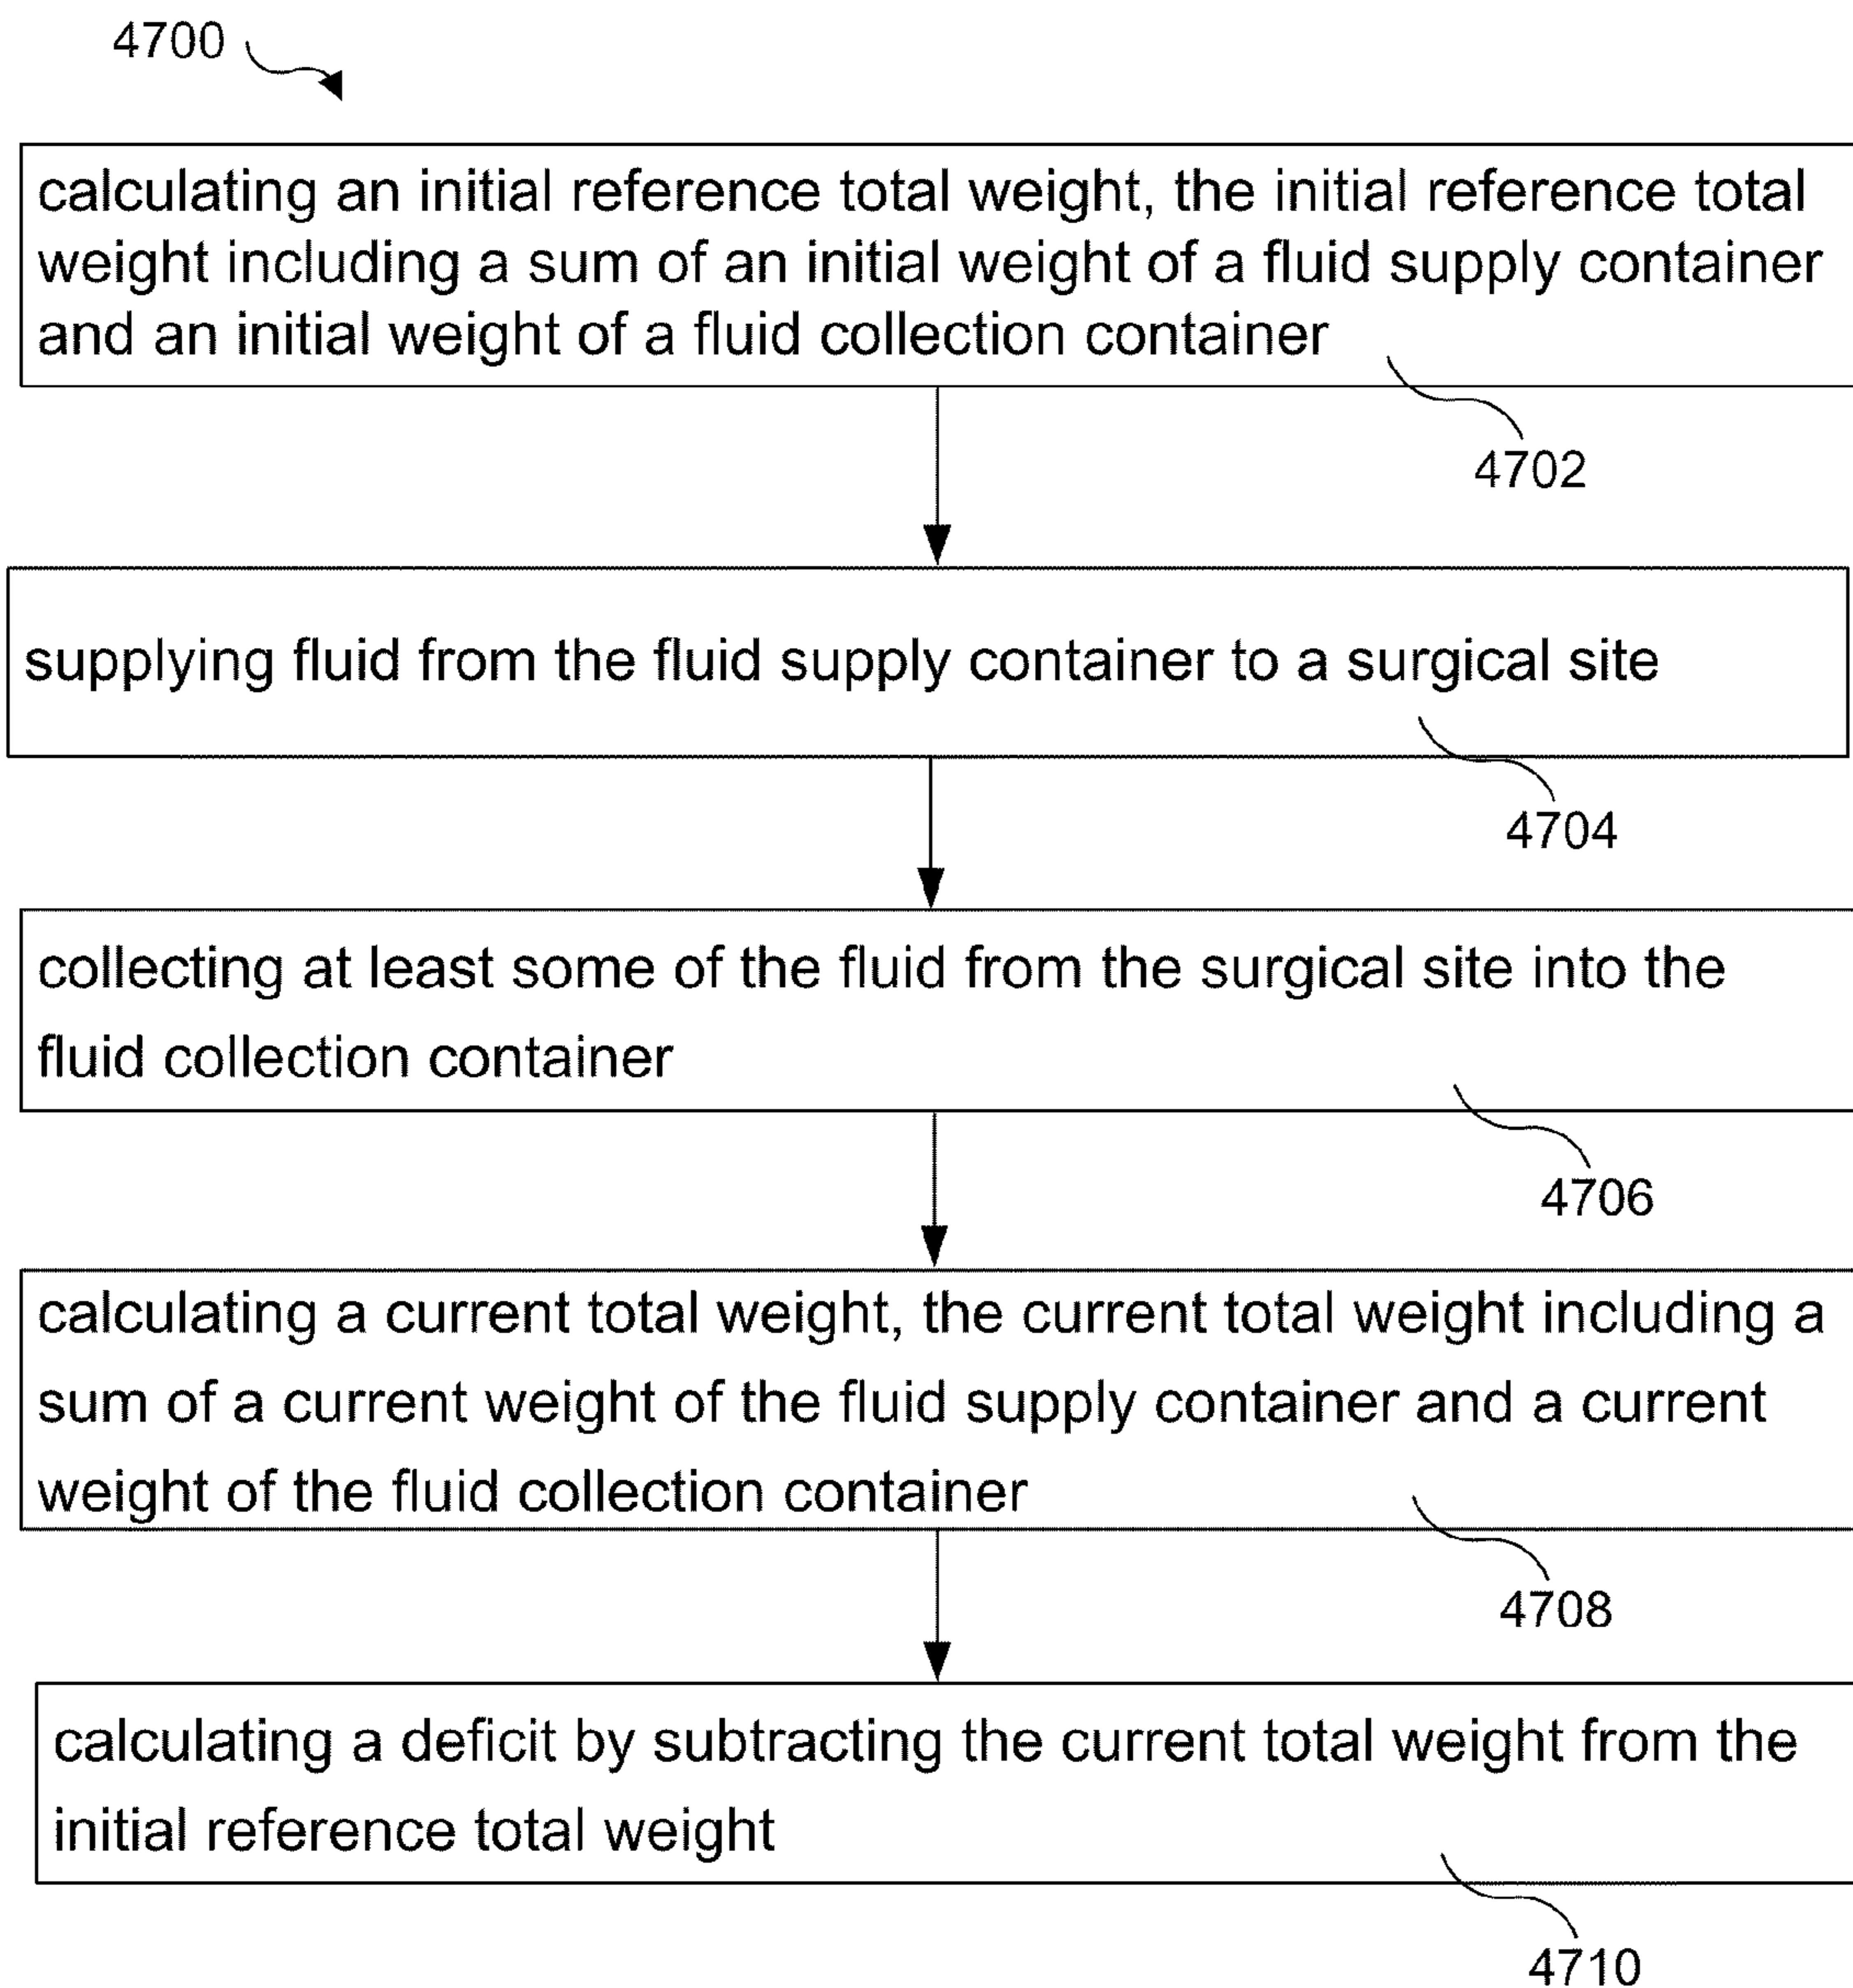 4700
calculating an initial reference total weight, the initial reference total
weight including a sum of an initial weight of a fluid supply container
and an initial weight of a fluid collection container
4702
supplying fluid from the fluid supply container to a surgical site
4704
collecting at least some of the fluid from the surgical site into the
fluid collection container
4706
calculating a current total weight, the current total weight including a
sum of a current weight of the fluid supply container and a current
weight of the fluid collection container
4708
calculating a deficit by subtracting the current total weight from the
initial reference total weight
4710